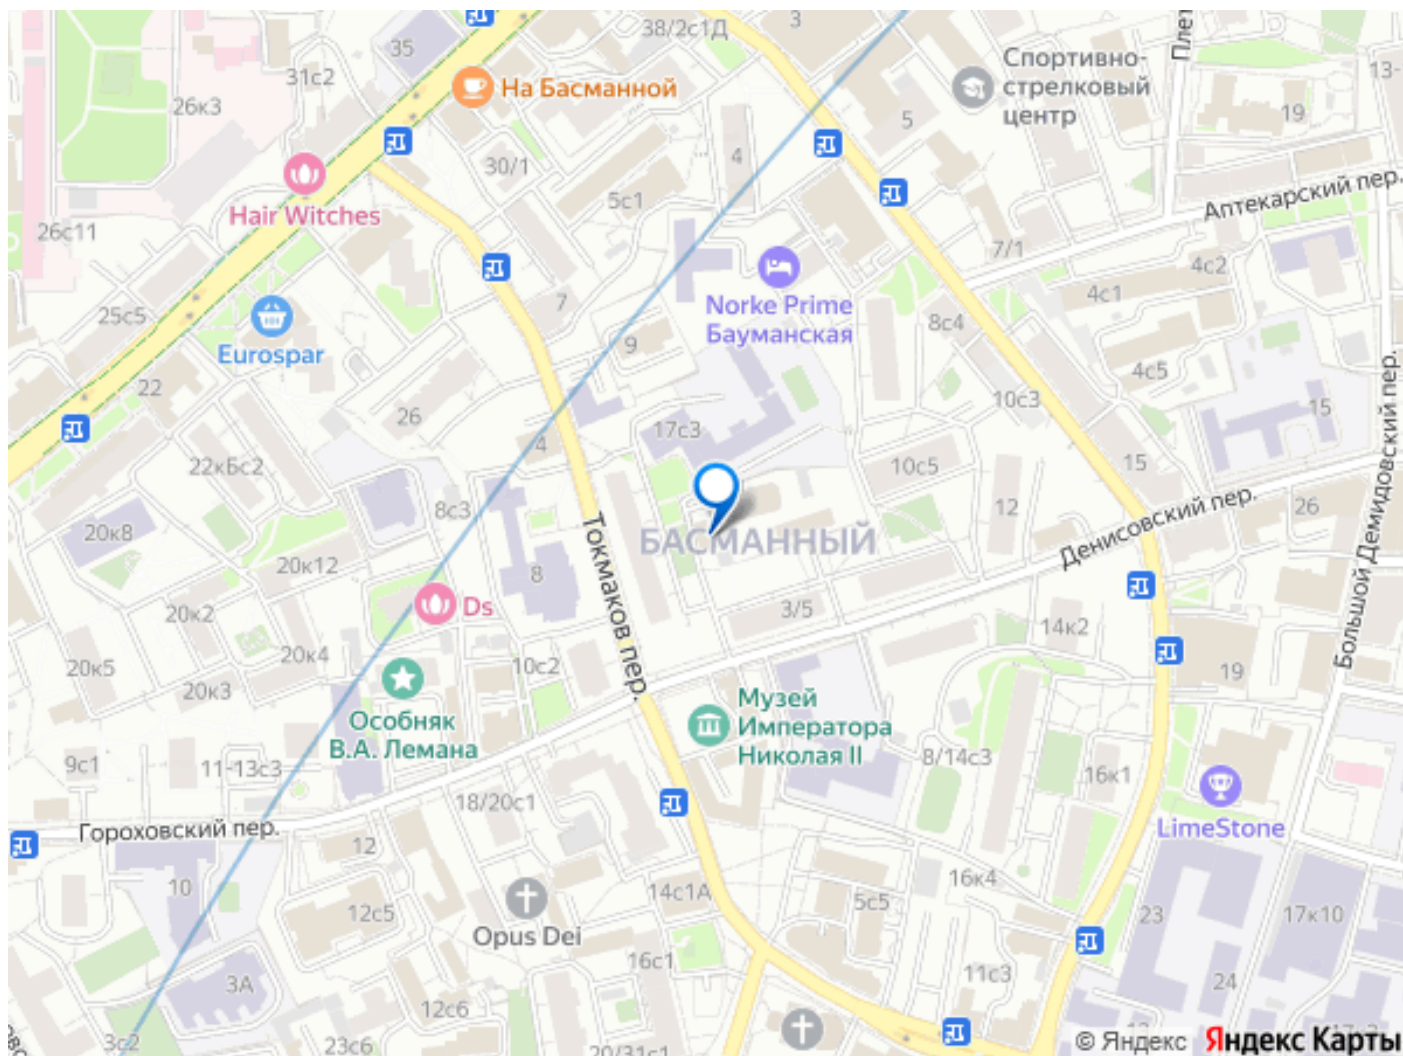 38/2с1Д
3
Плет
35
31с2
На Басманной
Спортивно-
стрелковый
центр
13-
26к3
5
19
4
30/1
5с1
Hair Witches
26с11
Аптекарский пер.
7/1
4с2
4с1
Norke Prime
Бауманская
7
25с5
8с4
Eurospar
9
4с5
22
10с3
15
26
17с3
4
22кБс2
10с5
15
12
26
8с3
20к8
Денисовский пер.
БАСМАННЫЙ
Токмаков пер.
Большой Демидовский пер.
20к12
8
Ds
20к2
3/5
14к2
20к4
20к5
10с2
19
20к3
Особняк
В.А. Лемана
Музей
Императора
Николая II
9с1
11-13с3
8/14с3
16к1
18/20с1
LimeStone
Гороховский пер.
12
10
14с1А
16к4
5с5
12с5
23
17к10
Opus Dei
16с1
11с3
3А
24
12с6
3с2
23с6
20/31с1
© Яндекс
Яндекс Карты